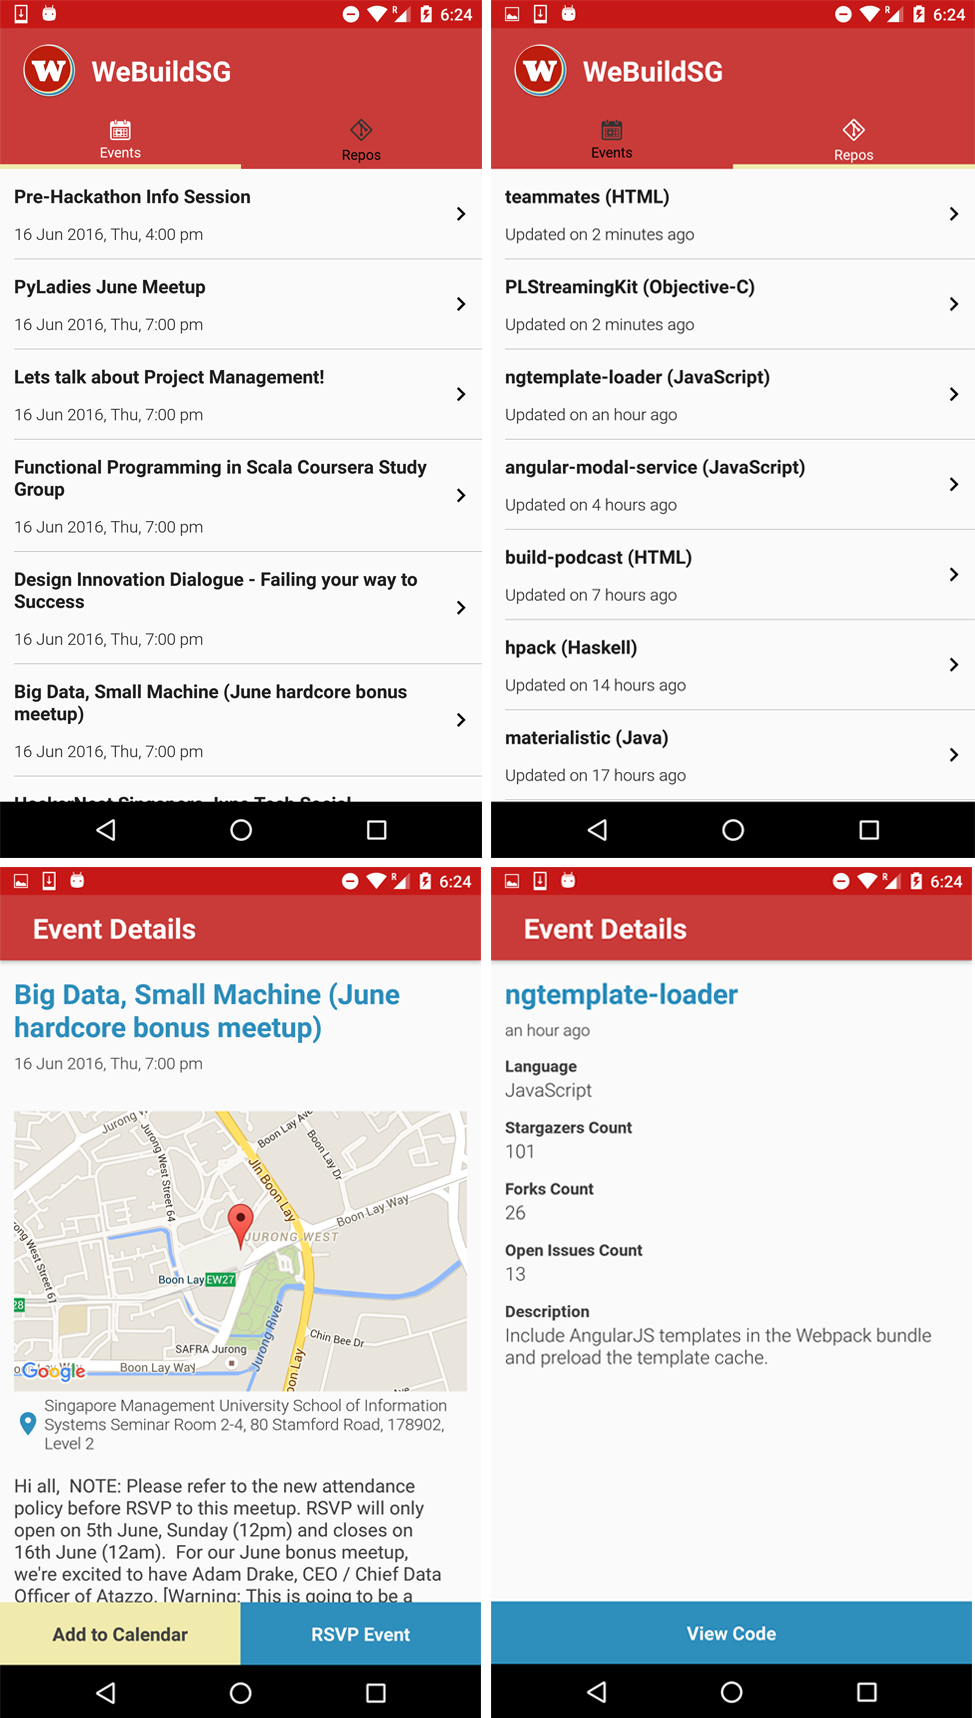 6:24
W WeBuildSG
Events
Repos
Pre-Hackathon Info Session
16 Jun 2016, Thu, 4:00 pm
PyLadies June Meetup
16 Jun 2016, Thu, 7:00 pm
Lets talk about Project Management!
16 Jun 2016, Thu, 7:00 pm
Functional Programming in Scala Coursera Study
Group
16 Jun 2016, Thu, 7:00 pm
Design Innovation Dialogue - Failing your way to
Success
16 Jun 2016, Thu, 7:00 pm
Big Data, Small Machine (June hardcore bonus
meetup)
16 Jun 2016, Thu, 7:00 pm
HackerNest Singapore June Tech Social
R 6:24
W WeBuildSG
Events
Repos
teammates (HTML)
Updated on 2 minutes ago
PLStreamingKit (Objective-C)
Updated on 2 minutes ago
ngtemplate-loader (JavaScript)
Updated on an hour ago
angular-modal-service (JavaScript)
Updated on 4 hours ago
build-podcast (HTML)
Updated on 7 hours ago
hpack (Haskell)
Updated on 14 hours ago
materialistic (Java)
Updated on 17 hours ago
R 6:24
Event Details
Big Data, Small Machine (June
hardcore bonus meetup)
16 Jun 2016, Thu, 7:00 pm
Jurong W
Jurong West Street 64
Boon Lay Ave
Boon Lay Dr
Jln Boon Lay
Boon Lay Way
JURONG WEST
ong West Street 61
Boon Lay EW27
28
Jurong River
Chin Bee Dr
SAFRA Jurong
Boon Lay Way
oon Lay
Google
Singapore Management University School of Information
Systems Seminar Room 2-4, 80 Stamford Road, 178902,
Level 2
Hi all,  NOTE: Please refer to the new attendance
policy before RSVP to this meetup. RSVP will only
open on 5th June, Sunday (12pm) and closes on
16th June (12am).  For our June bonus meetup,
we're excited to have Adam Drake, CEO / Chief Data
Officer of Atazzo. [Warning: This is going to be a
Add to Calendar
RSVP Event
R 6:24
Event Details
ngtemplate-loader
an hour ago
Language
JavaScript
Stargazers Count
101
Forks Count
26
Open Issues Count
13
Description
Include AngularJS templates in the Webpack bundle
and preload the template cache.
View Code